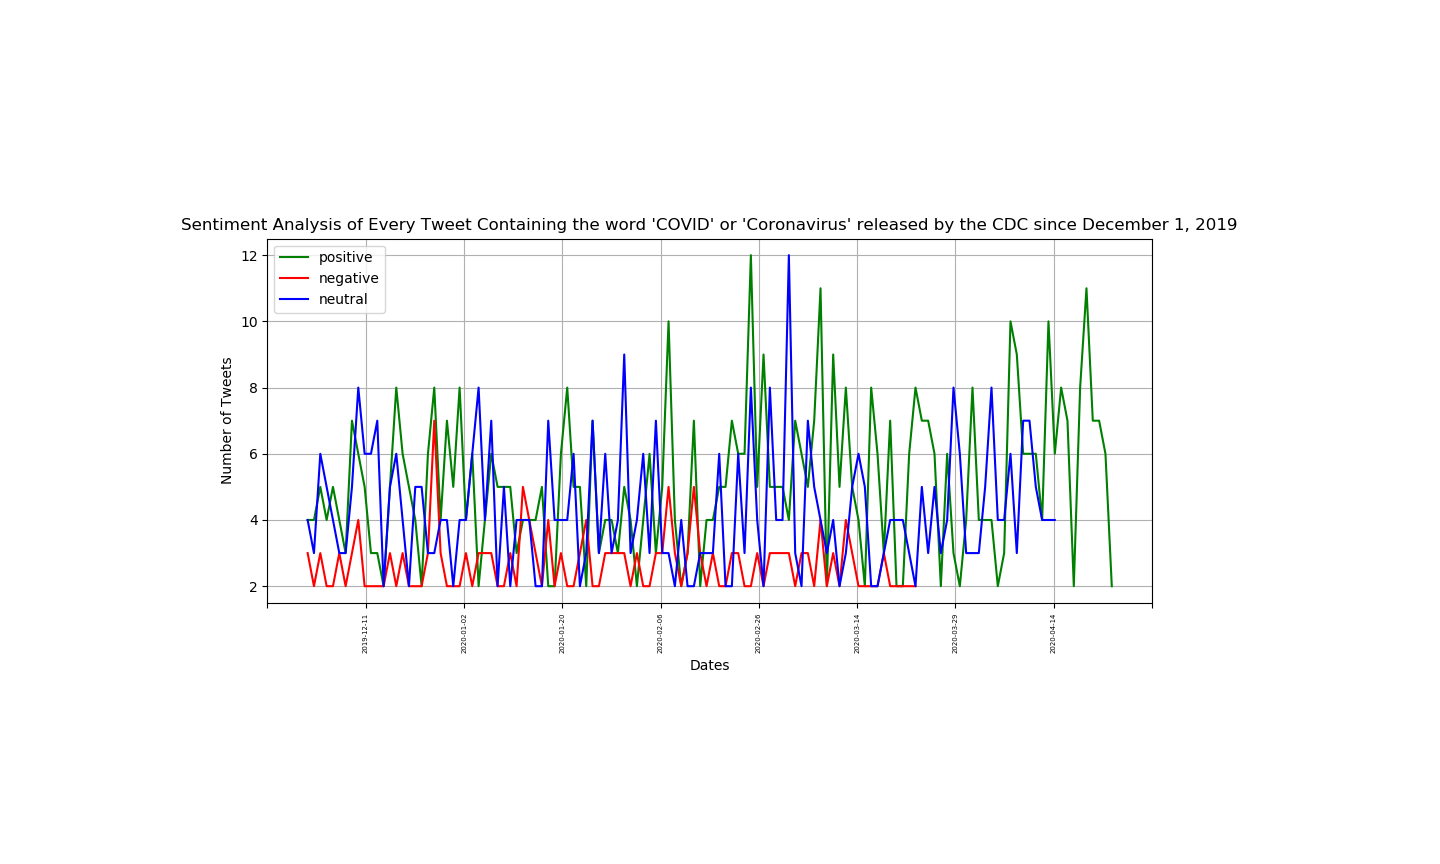 Sentiment Analysis of Every Tweet Containing the word 'COVID' or 'Coronavirus' released by the CDC since December 1, 2019
positive
negative
neutral
12
10
8
6
4
2
Number of Tweets
2019-12-11
2020-01-02
2020-01-20
2020-02-06
2020-02-26
2020-03-14
2020-03-29
2020-04-14
Dates